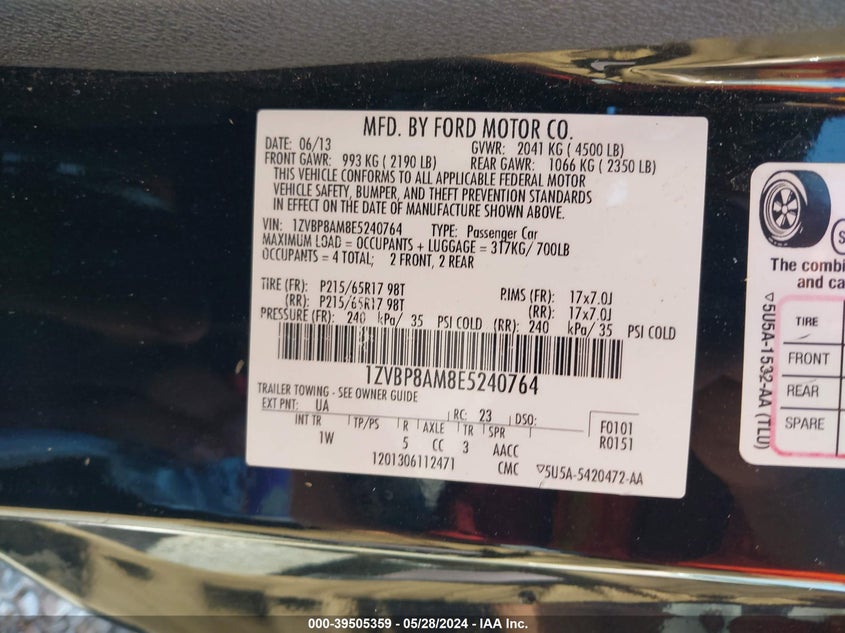 MFD. BY FORD MOTOR CO.
DATE: 06/13 GVWR: 2041 KG ( 4500 LB)
FRONT GAWR: 993 KG ( 2190 LB) REAR GAWR: 1066 KG ( 2350 LB)
THIS VEHICLE CONFORMS TO ALL APPLICABLE FEDERAL MOTOR
VEHICLE SAFETY, BUMPER, AND THEFT PREVENTION STANDARDS
IN EFFECT ON THE DATE OF MANUFACTURE SHOWN ABOVE.
VIN: 1ZVBP8AM8E5240764 TYPE: Passenger Car
MAXIMUM LOAD = OCCUPANTS + LUGGAGE = 317KG/ 700LB
OCCUPANTS = 4 TOTAL; 2 FRONT, 2 REAR
TIRE (FR): P215/65R17 98T RIMS (FR): 17x7.0J
(RR): P215/65R17 98T (RR): 17x7.0J
PRESSURE (FR): 240 kPa/ 35 PSI COLD (RR): 240 kPa/ 35 PSI COLD
1ZVBP8AM8E5240764
TRAILER TOWING - SEE OWNER GUIDE
EXT PNT: UA RC: 23 DSO: F0101
INT TR TP/PS R AXLE TR SPR R0151
1W 5 CC 3 AACC
1201306112471 CMC ▽5U5A-5420472-AA
The combi
and ca
TIRE
FRONT
REAR
SPARE
▽5U5A-1532-AA (TLU)
000-39505359 - 05/28/2024 - IAA Inc.